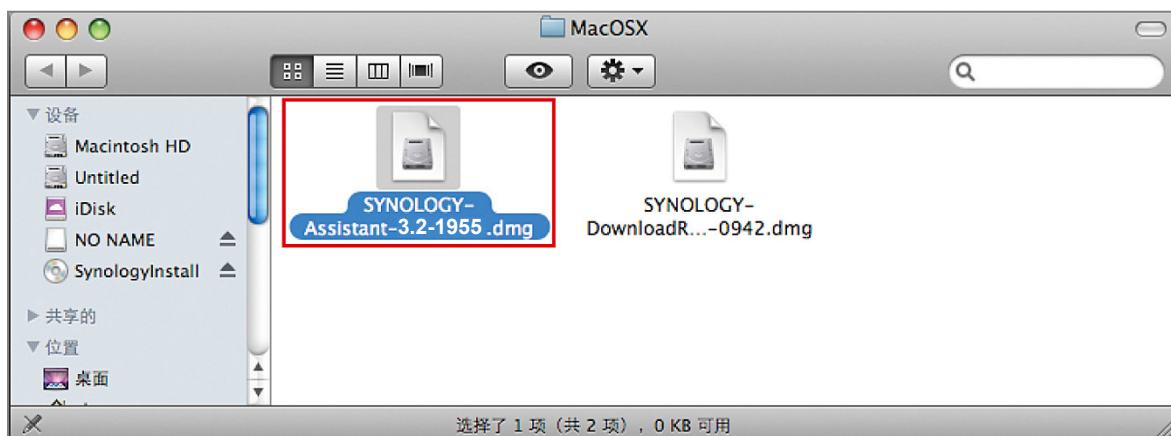 MacOSX
设备
Macintosh HD
Untitled
iDisk
NO NAME
SynologyInstall
共享的
位置
桌面
SYNOLOGY-
Assistant-3.2-1955 .dmg
SYNOLOGY-
DownloadR...-0942.dmg
选择了 1 项（共 2 项）, 0 KB 可用